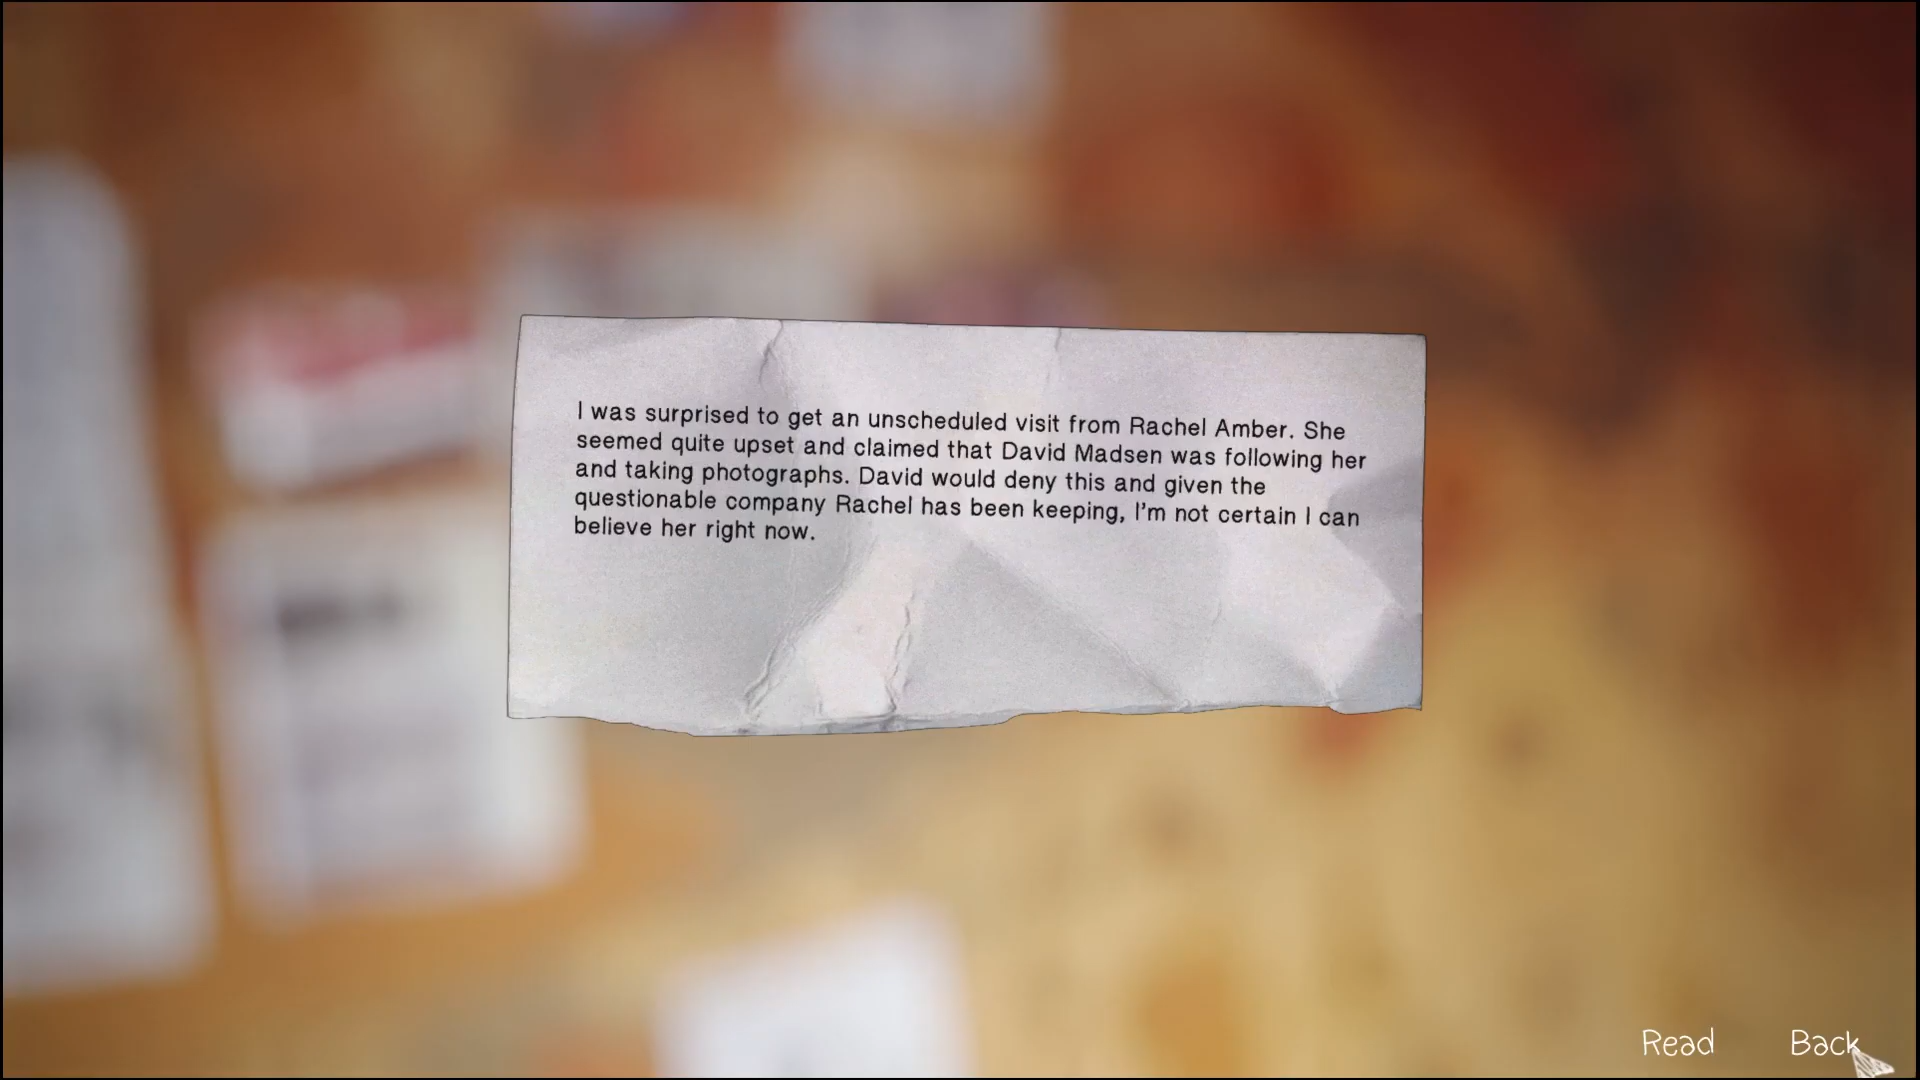 I was surprised to get an unscheduled visit from Rachel Amber. She
seemed quite upset and claimed that David Madsen was following her
and taking photographs. David would deny this and given the
questionable company Rachel has been keeping, I'm not certain I can
believe her right now.
Read Back